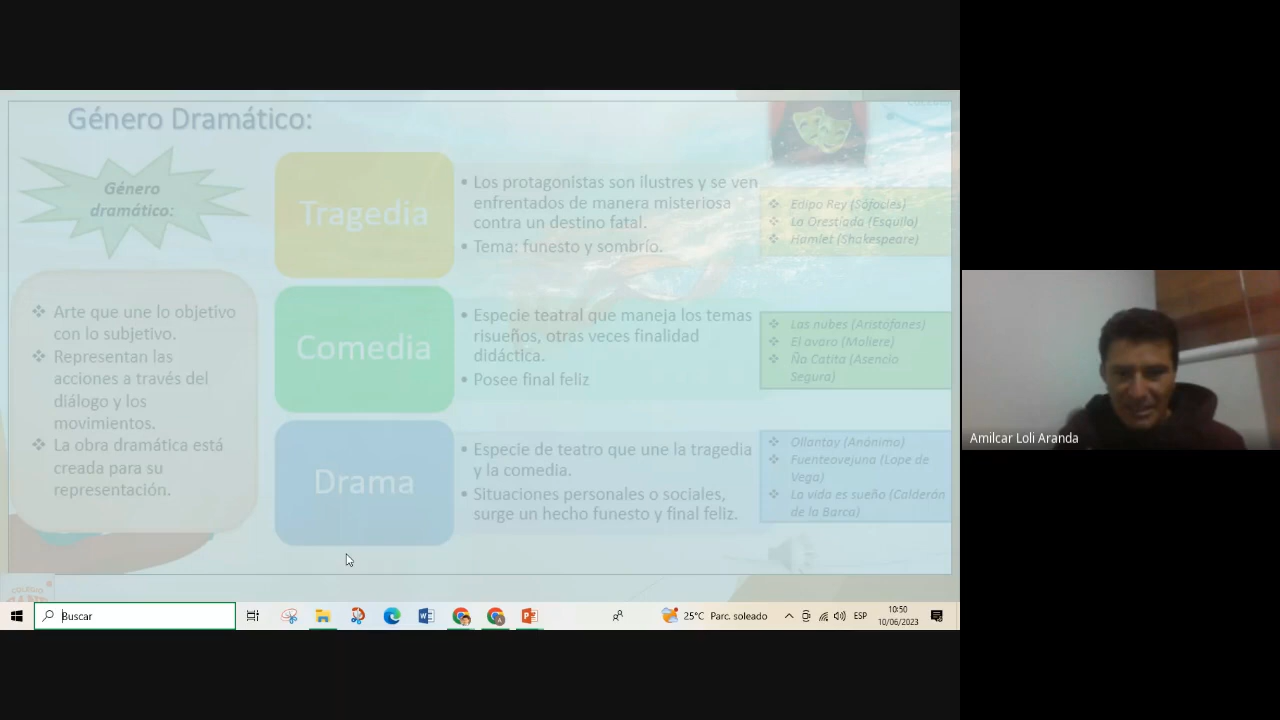 Género Dramático:
Género
dramático:
Arte que une lo objetivo
con lo subjetivo.
Representan las
acciones a través del
diálogo y los
movimientos.
La obra dramática está
creada para su
representación.
Tragedia
• Los protagonistas son ilustres y se ven
enfrentados de manera misteriosa
contra un destino fatal.
• Tema: funesto y sombrío.
Edipo Rey (Sófocles)
La Orestíada (Esquilo)
Hamlet (Shakespeare)
Comedia
• Especie teatral que maneja los temas
risueños, otras veces finalidad
didáctica.
• Posee final feliz
Las nubes (Aristófanes)
El avaro (Moliere)
Ña Catita (Asencio
Segura)
Drama
• Especie de teatro que une la tragedia
y la comedia.
• Situaciones personales o sociales,
surge un hecho funesto y final feliz.
Ollantay (Anónimo)
Fuenteovejuna (Lope de
Vega)
La vida es sueño (Calderón
de la Barca)
COLEGIO
Buscar
25°C Parc. soleado
ESP
10:50
10/06/2023
Amilcar Loli Aranda